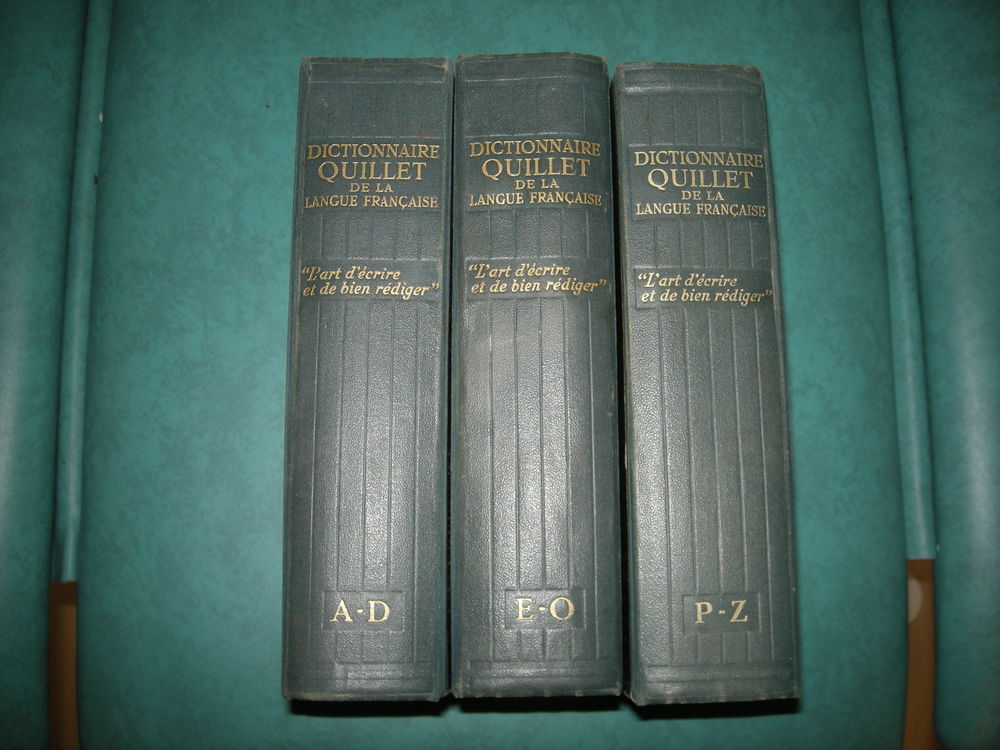 DICTIONNAIRE
QUILLET
DE LA
LANGUE FRANÇAISE
"L'art d'écrire
et de bien rédiger"
A-D
DICTIONNAIRE
QUILLET
DE LA
LANGUE FRANÇAISE
"L'art d'écrire
et de bien rédiger"
E-O
DICTIONNAIRE
QUILLET
DE LA
LANGUE FRANÇAISE
"L'art d'écrire
et de bien rédiger"
P-Z